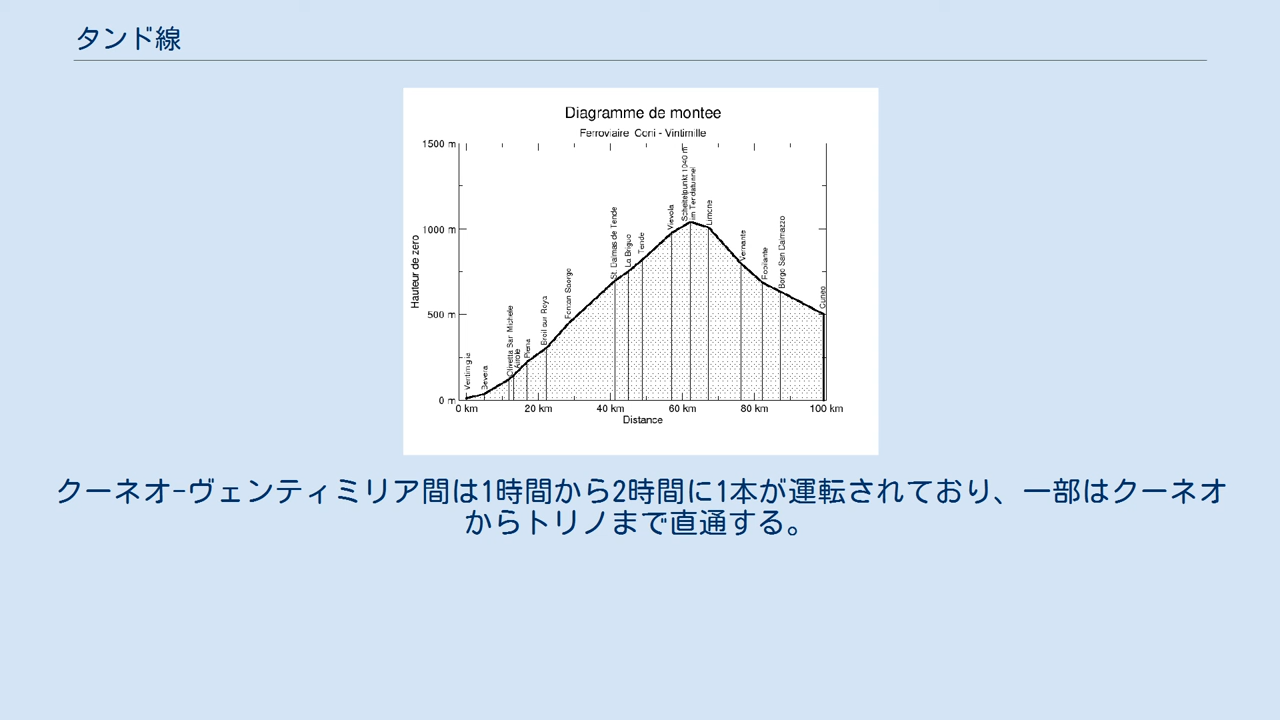 タンド線
Diagramme de montee
Ferroviaire Coni - Vintimille
1500 m
1000 m
500 m
0 m
Hauteur de zero
Ventimiglia
Bevera
Olivetta San Michele
Airole
Piena
Breil sur Roya
Fontan Saorge
St. Dalmas de Tende
La Brigue
Tende
Vievola
Scheitelpunkt 1040 m
im Tendatunnel
Limone
Vernante
Robilante
Borgo San Dalmazzo
Cuneo
0 km
20 km
40 km
60 km
80 km
100 km
Distance
クーネオ-ヴェンティミリア間は1時間から2時間に1本が運転されており、一部はクーネオ
からトリノまで直通する。